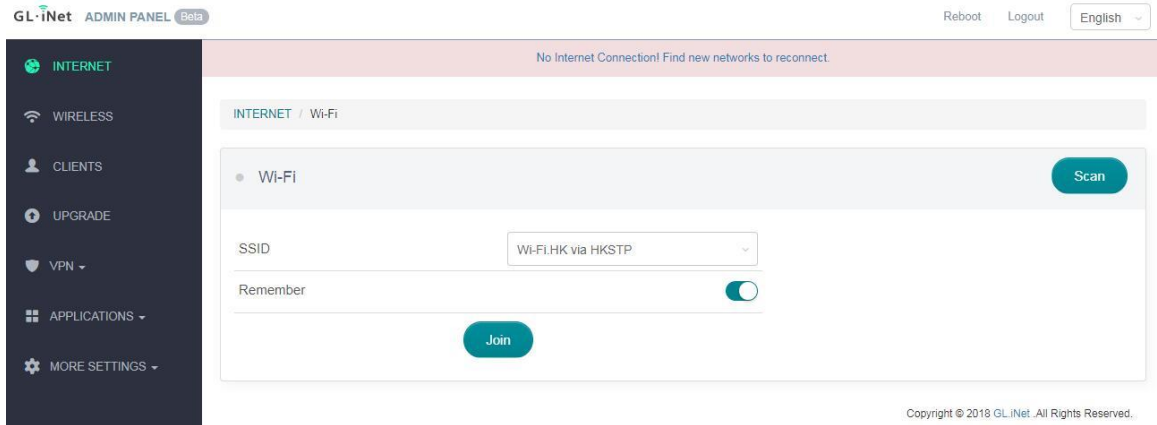 GL·iNet ADMIN PANEL Beta
Reboot Logout English
INTERNET
WIRELESS
CLIENTS
UPGRADE
VPN
APPLICATIONS
MORE SETTINGS
No Internet Connection! Find new networks to reconnect.
INTERNET / Wi-Fi
Wi-Fi
Scan
SSID Wi-Fi.HK via HKSTP
Remember
Join
Copyright © 2018 GL.iNet .All Rights Reserved.